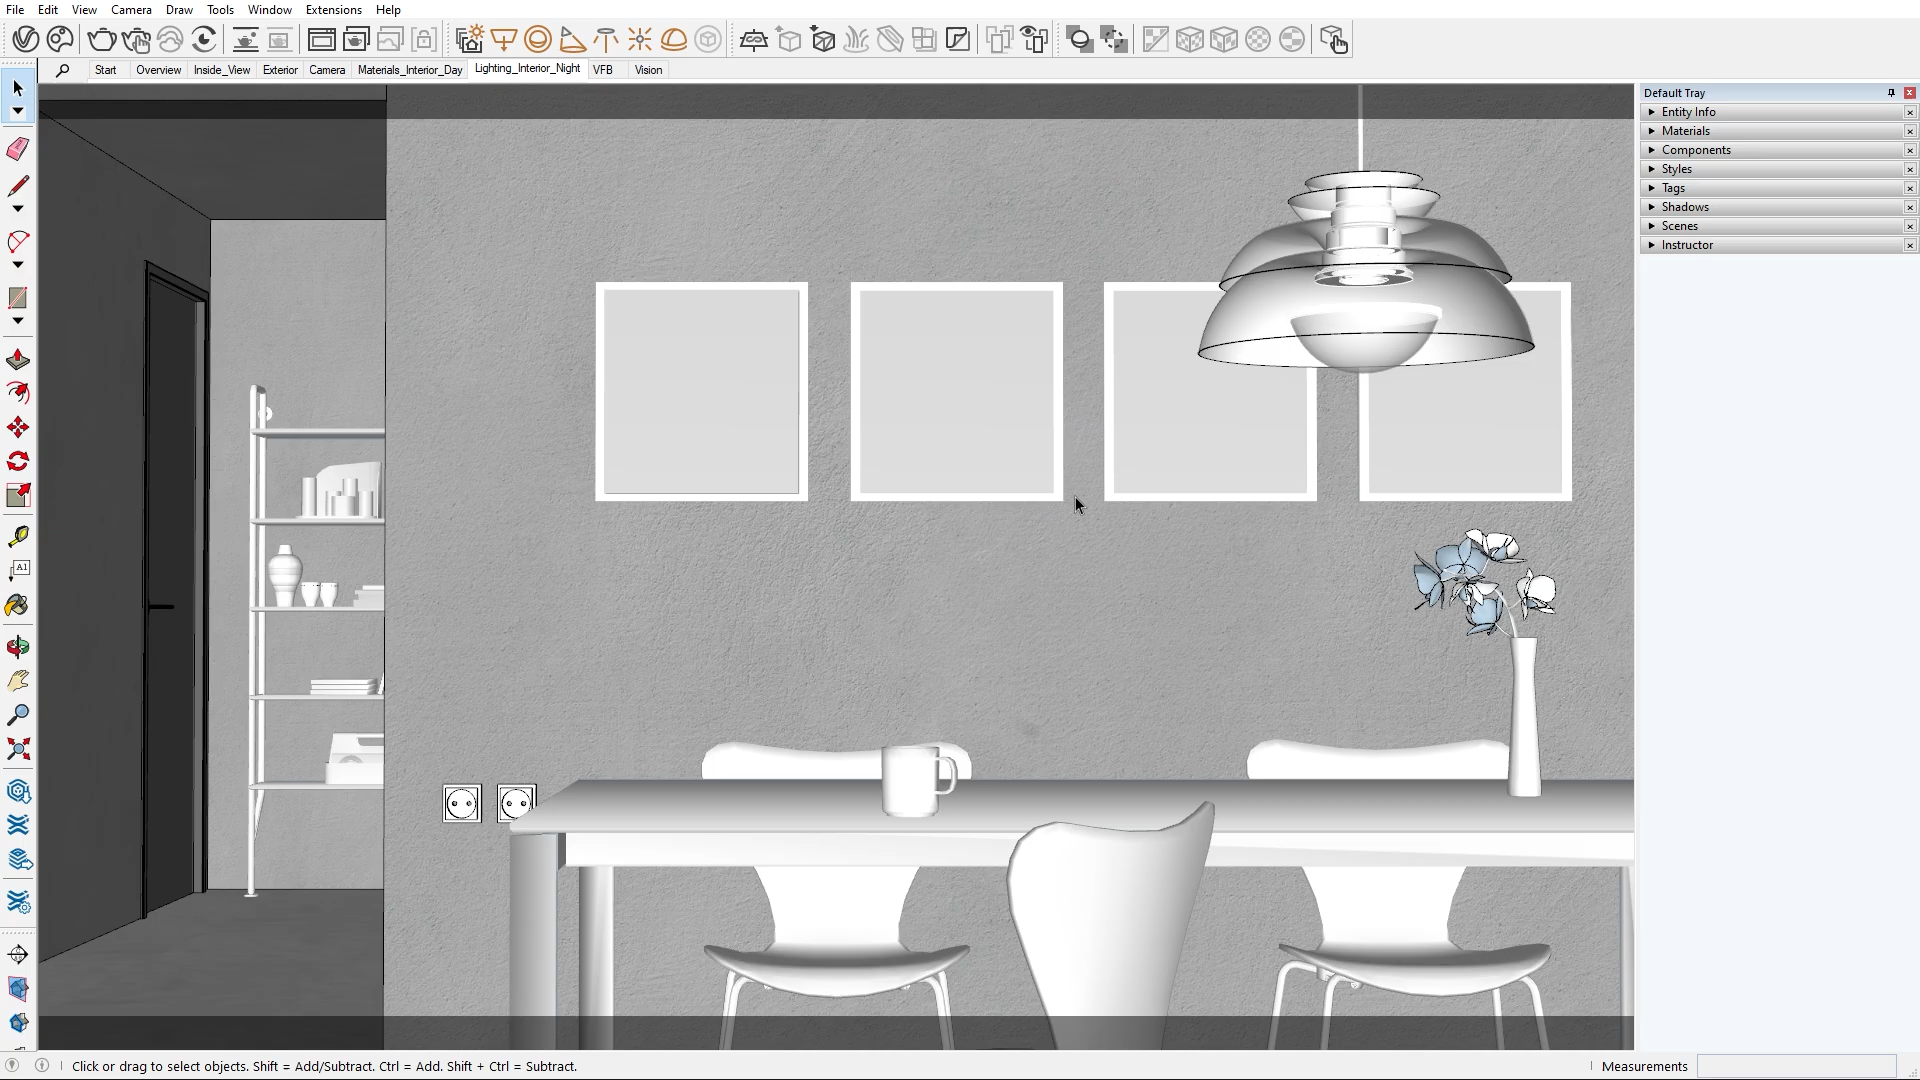 File Edit View Camera Draw Tools Window Extensions Help
Start Overview Inside_View Exterior Camera Materials_Interior_Day Lighting_Interior_Night VFB Vision
Default Tray
Entity Info
Materials
Components
Styles
Tags
Shadows
Scenes
Instructor
A1
Click or drag to select objects. Shift = Add/Subtract. Ctrl = Add. Shift + Ctrl = Subtract.
Measurements